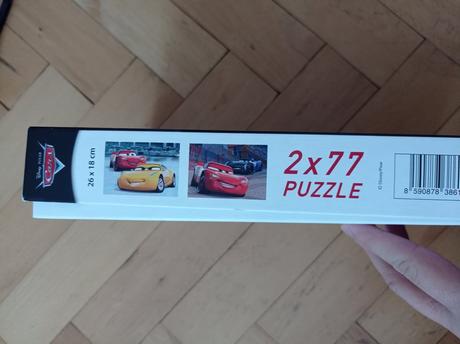 Disney · PIXAR
Cars
26 x 18 cm
2x77
PUZZLE
© Disney/Pixar
8 590878 3861